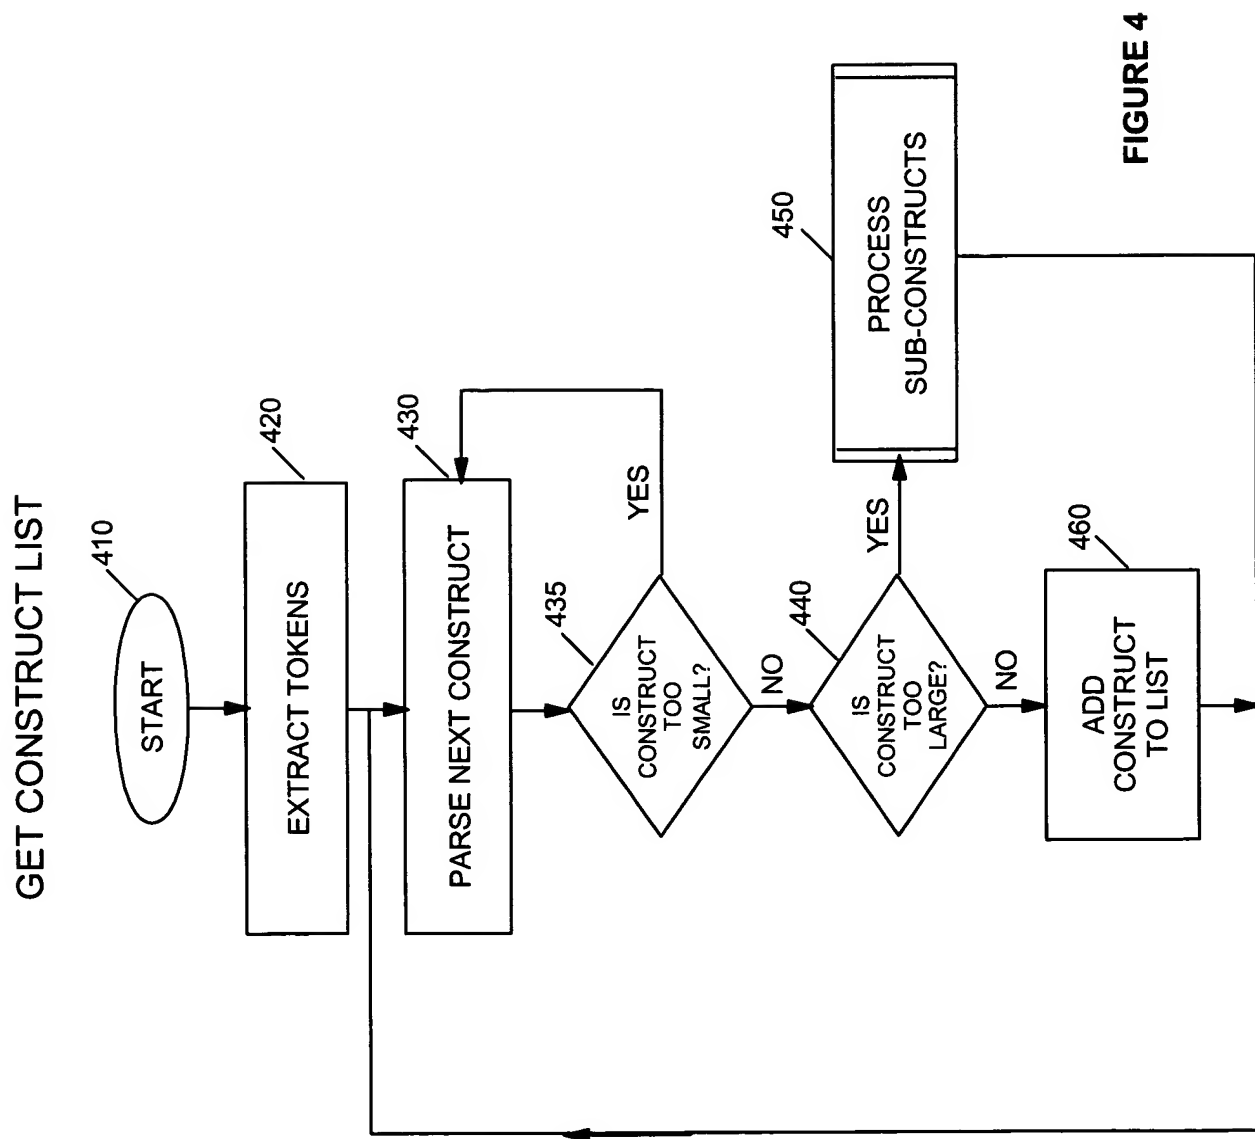 GET CONSTRUCT LIST
410
START
420
EXTRACT TOKENS
430
PARSE NEXT CONSTRUCT
435
IS
CONSTRUCT
TOO
SMALL?
YES
NO
440
IS
CONSTRUCT
TOO
LARGE?
YES
NO
450
PROCESS
SUB-CONSTRUCTS
460
ADD
CONSTRUCT
TO LIST
FIGURE 4